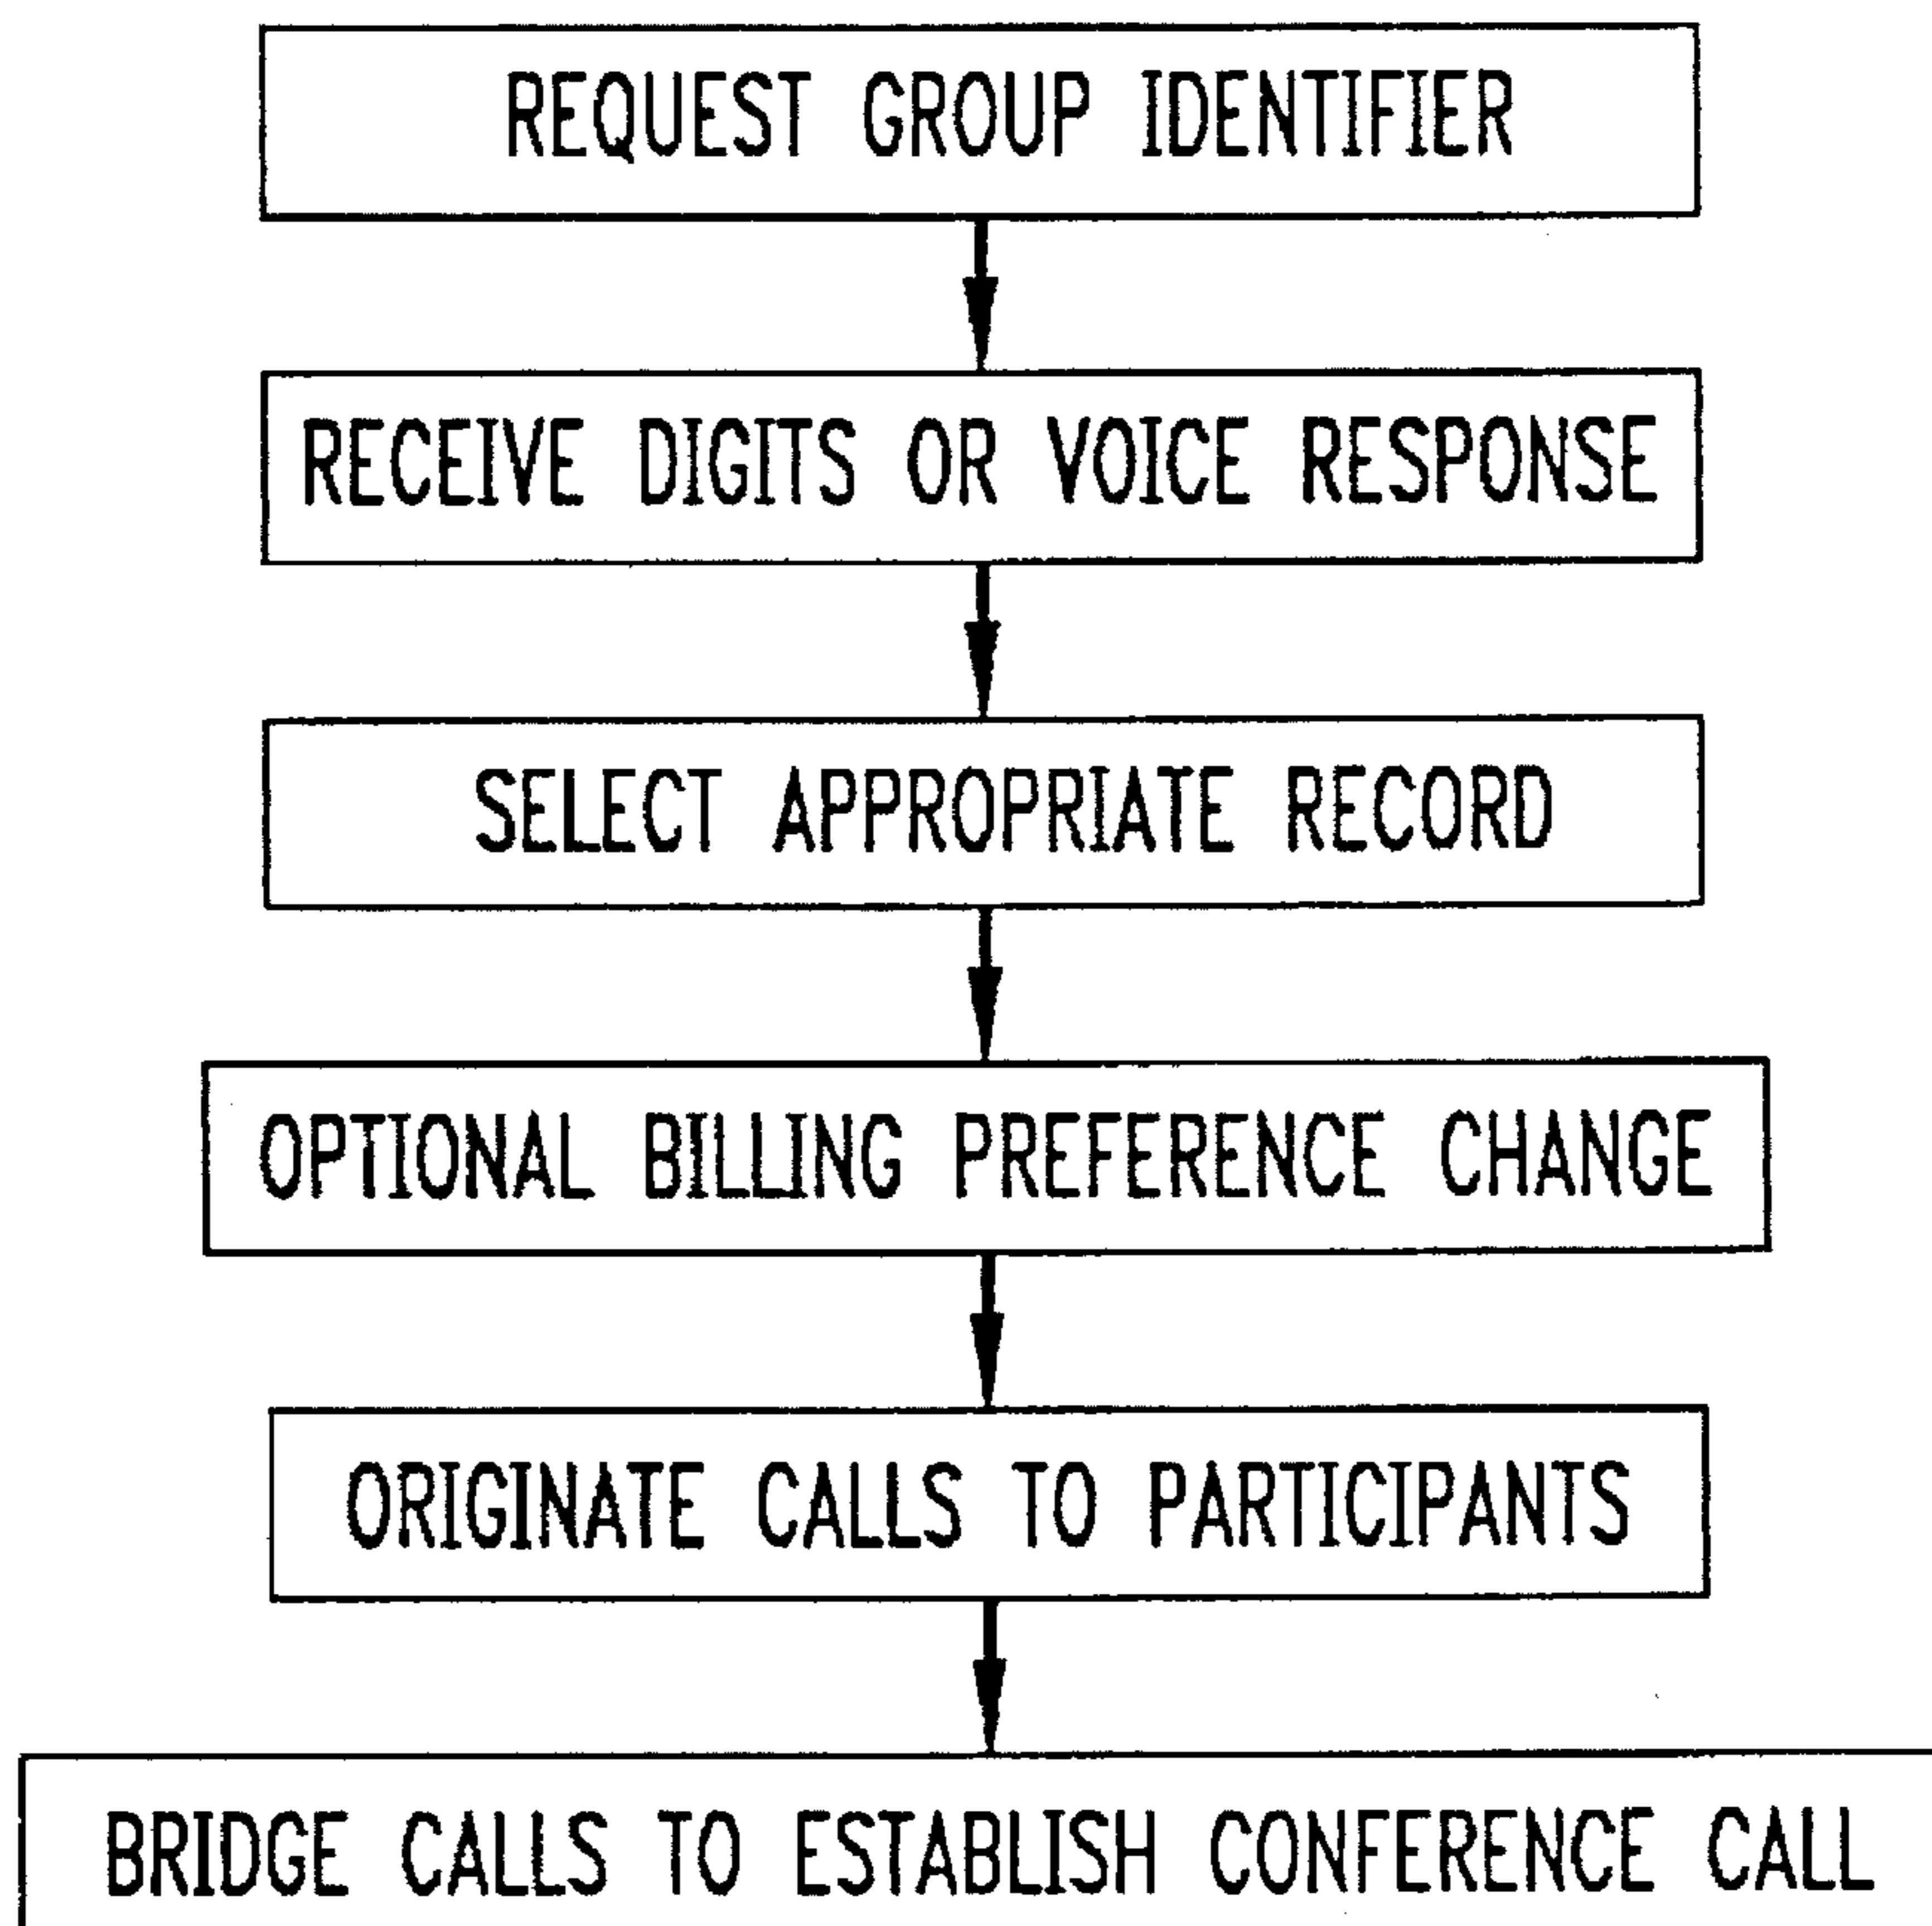 REQUEST GROUP IDENTIFIER
RECEIVE DIGITS OR VOICE RESPONSE
SELECT APPROPRIATE RECORD
OPTIONAL BILLING PREFERENCE CHANGE
ORIGINATE CALLS TO PARTICIPANTS
BRIDGE CALLS TO ESTABLISH CONFERENCE CALL